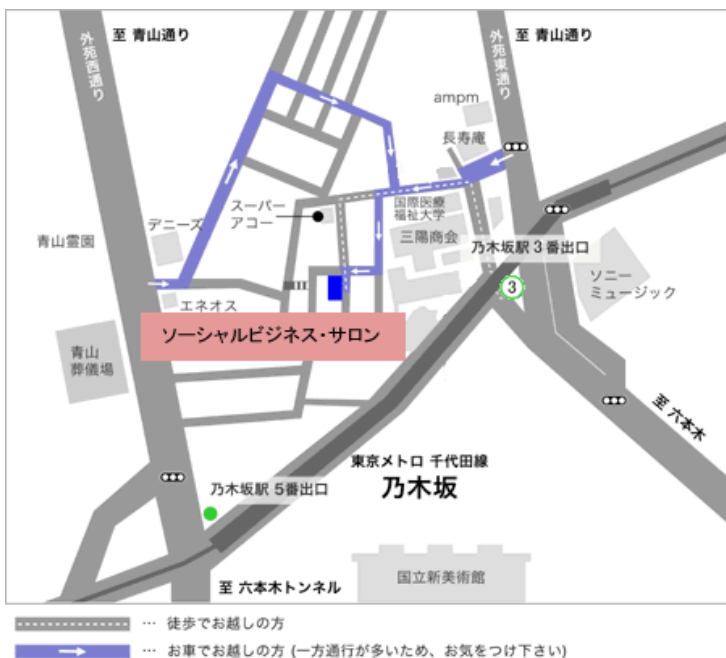 至 青山通り
外苑西通り
至 青山通り
外苑東通り
ampm
長寿庵
国際医療
福祉大学
スーパー
アコー
三陽商会
デニーズ
青山霊園
乃木坂駅 3 番出口
3
ソニー
ミュージック
エネオス
ソーシャルビジネス・サロン
青山
葬儀場
至 六本木
東京メトロ 千代田線
乃木坂
乃木坂駅 5番出口
国立新美術館
至 六本木トンネル
… 徒歩でお越しの方
… お車でお越しの方 (一方通行が多いため、お気をつけ下さい)